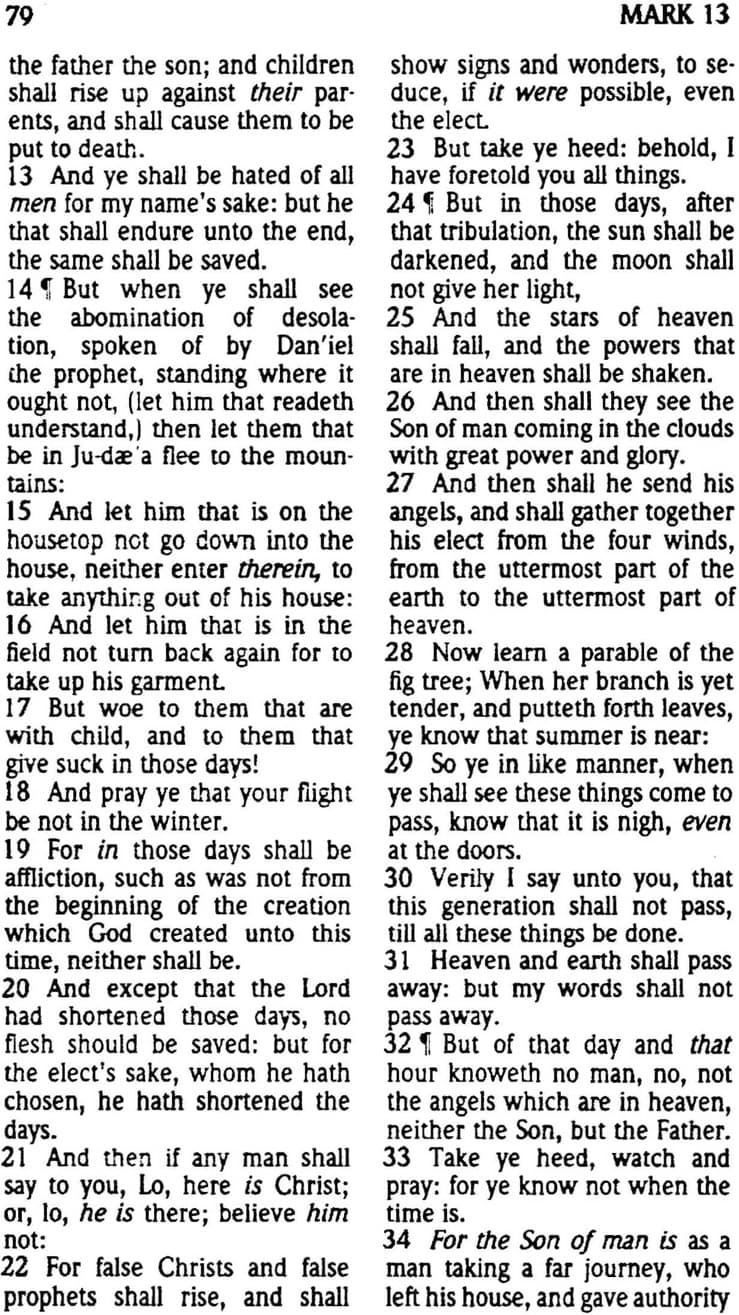 79
MARK 13
the father the son; and children
shall rise up against their par-
ents, and shall cause them to be
put to death.
13 And ye shall be hated of all
men for my name's sake: but he
that shall endure unto the end,
the same shall be saved.
14 ¶ But when ye shall see
the abomination of desola-
tion, spoken of by Dan'iel
the prophet, standing where it
ought not, (let him that readeth
understand,) then let them that
be in Ju-dæ'a flee to the moun-
tains:
15 And let him that is on the
housetop not go down into the
house, neither enter therein, to
take anything out of his house:
16 And let him that is in the
field not turn back again for to
take up his garment.
17 But woe to them that are
with child, and to them that
give suck in those days!
18 And pray ye that your flight
be not in the winter.
19 For in those days shall be
affliction, such as was not from
the beginning of the creation
which God created unto this
time, neither shall be.
20 And except that the Lord
had shortened those days, no
flesh should be saved: but for
the elect's sake, whom he hath
chosen, he hath shortened the
days.
21 And then if any man shall
say to you, Lo, here is Christ;
or, lo, he is there; believe him
not:
22 For false Christs and false
prophets shall rise, and shall
show signs and wonders, to se-
duce, if it were possible, even
the elect.
23 But take ye heed: behold, I
have foretold you all things.
24 ¶ But in those days, after
that tribulation, the sun shall be
darkened, and the moon shall
not give her light,
25 And the stars of heaven
shall fall, and the powers that
are in heaven shall be shaken.
26 And then shall they see the
Son of man coming in the clouds
with great power and glory.
27 And then shall he send his
angels, and shall gather together
his elect from the four winds,
from the uttermost part of the
earth to the uttermost part of
heaven.
28 Now learn a parable of the
fig tree; When her branch is yet
tender, and putteth forth leaves,
ye know that summer is near:
29 So ye in like manner, when
ye shall see these things come to
pass, know that it is nigh, even
at the doors.
30 Verily I say unto you, that
this generation shall not pass,
till all these things be done.
31 Heaven and earth shall pass
away: but my words shall not
pass away.
32 ¶ But of that day and that
hour knoweth no man, no, not
the angels which are in heaven,
neither the Son, but the Father.
33 Take ye heed, watch and
pray: for ye know not when the
time is.
34 For the Son of man is as a
man taking a far journey, who
left his house, and gave authority